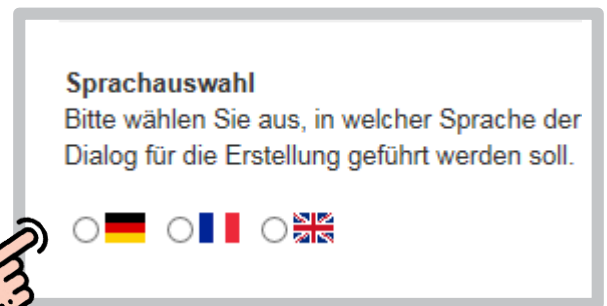 Sprachauswahl
Bitte wählen Sie aus, in welcher Sprache der
Dialog für die Erstellung geführt werden soll.